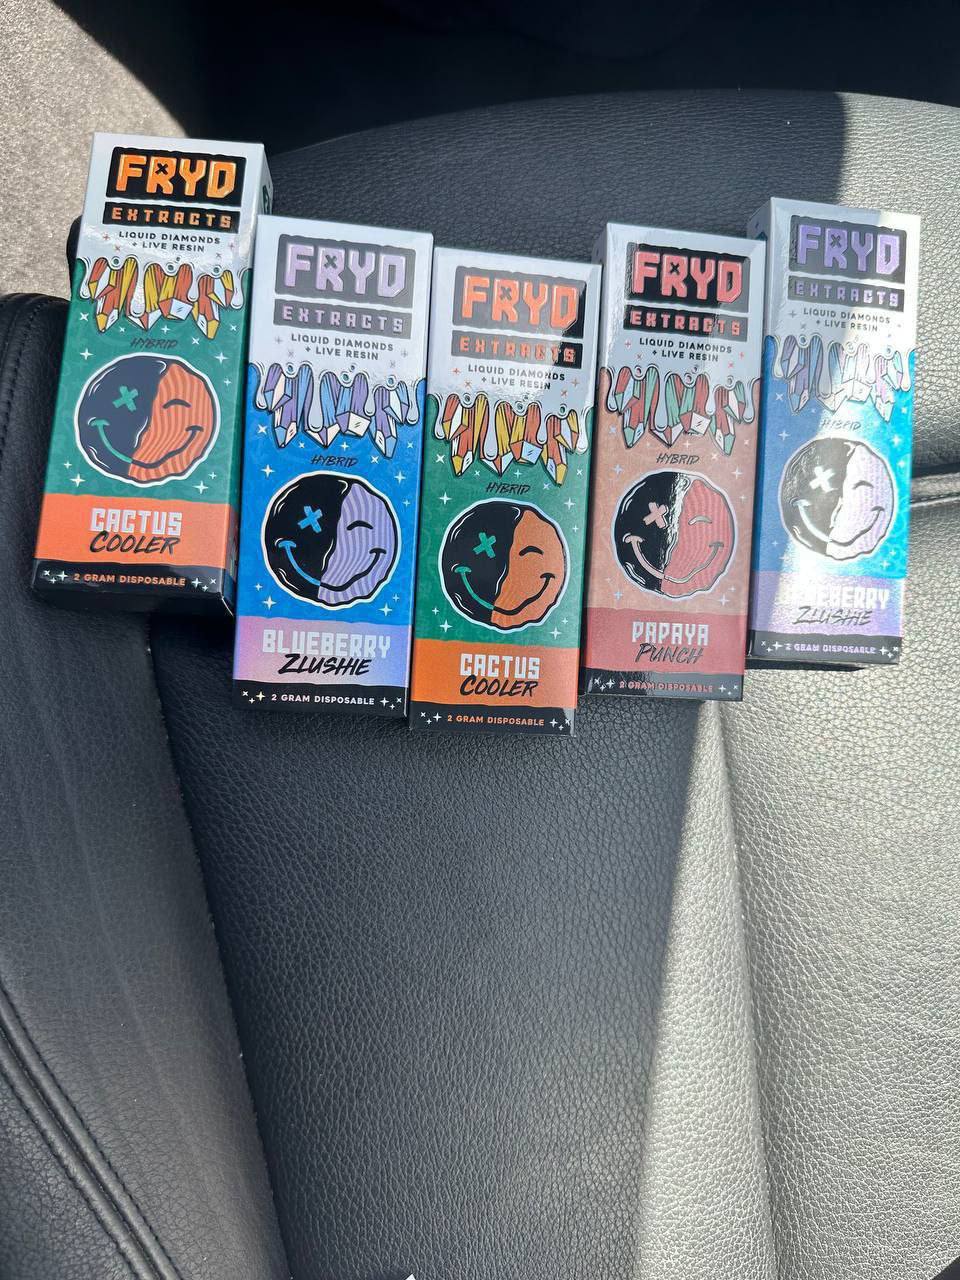 FRYD
EXTRACTS
LIQUID DIAMONDS
+ LIVE RESIN
HYBRID
CACTUS
COOLER
2 GRAM DISPOSABLE
FRYD
EXTRACTS
LIQUID DIAMONDS
+ LIVE RESIN
HYBRID
BLUEBERRY
ZLUSHIE
2 GRAM DISPOSABLE
FRYD
EXTRACTS
LIQUID DIAMONDS
+ LIVE RESIN
HYBRID
CACTUS
COOLER
2 GRAM DISPOSABLE
FRYD
EXTRACTS
LIQUID DIAMONDS
+ LIVE RESIN
HYBRID
PAPAYA
PUNCH
2 GRAM DISPOSABLE
FRYD
EXTRACTS
LIQUID DIAMONDS
+ LIVE RESIN
HYBRID
BLUEBERRY
ZLUSHIE
2 GRAM DISPOSABLE